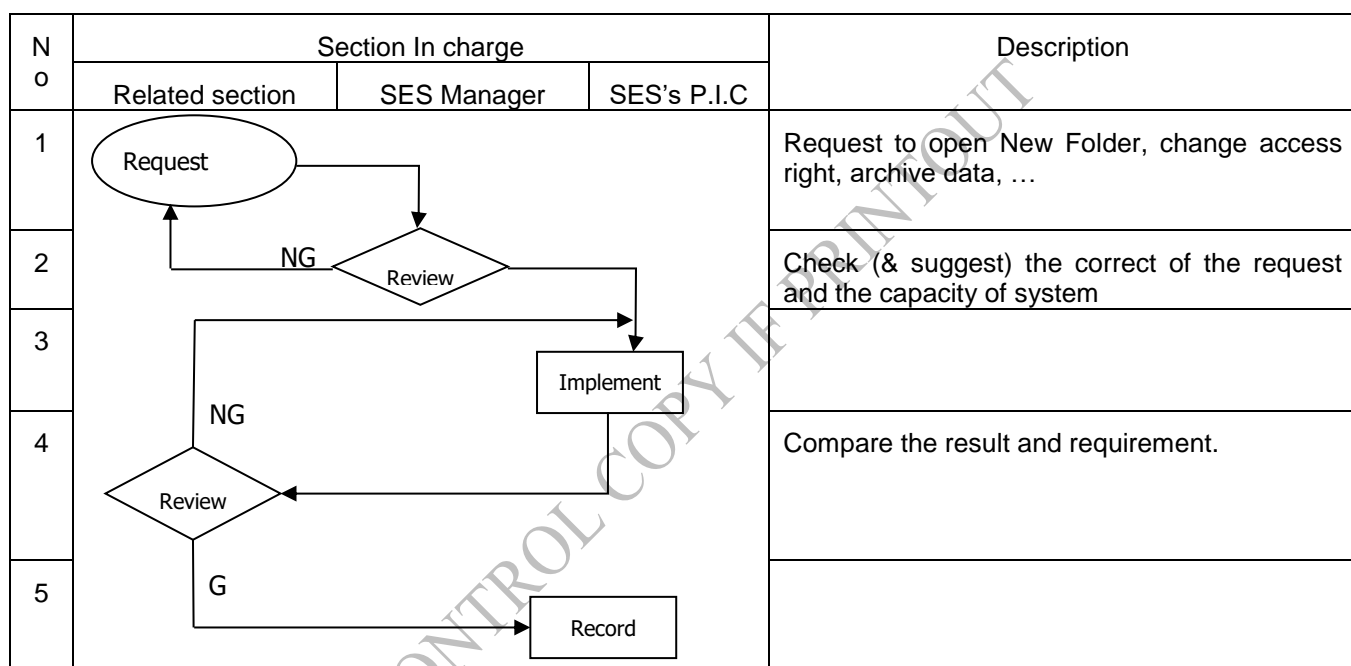 No
Section In charge
Description
Related section
SES Manager
SES's P.I.C
1
Request
Request to open New Folder, change access
right, archive data, …
2
NG
Review
Check (& suggest) the correct of the request
and the capacity of system
3
Implement
NG
4
Review
Compare the result and requirement.
G
5
Record
ONTROL COPY IF PRINTOUT